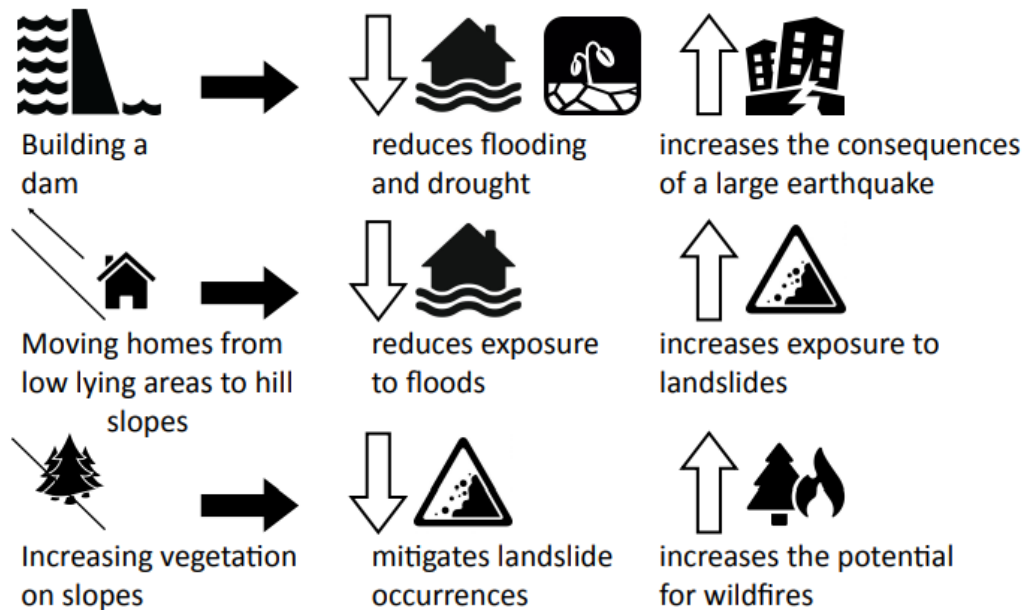 Building a
dam
reduces flooding
and drought
increases the consequences
of a large earthquake
Moving homes from
low lying areas to hill
slopes
reduces exposure
to floods
increases exposure to
landslides
Increasing vegetation
on slopes
mitigates landslide
occurrences
increases the potential
for wildfires